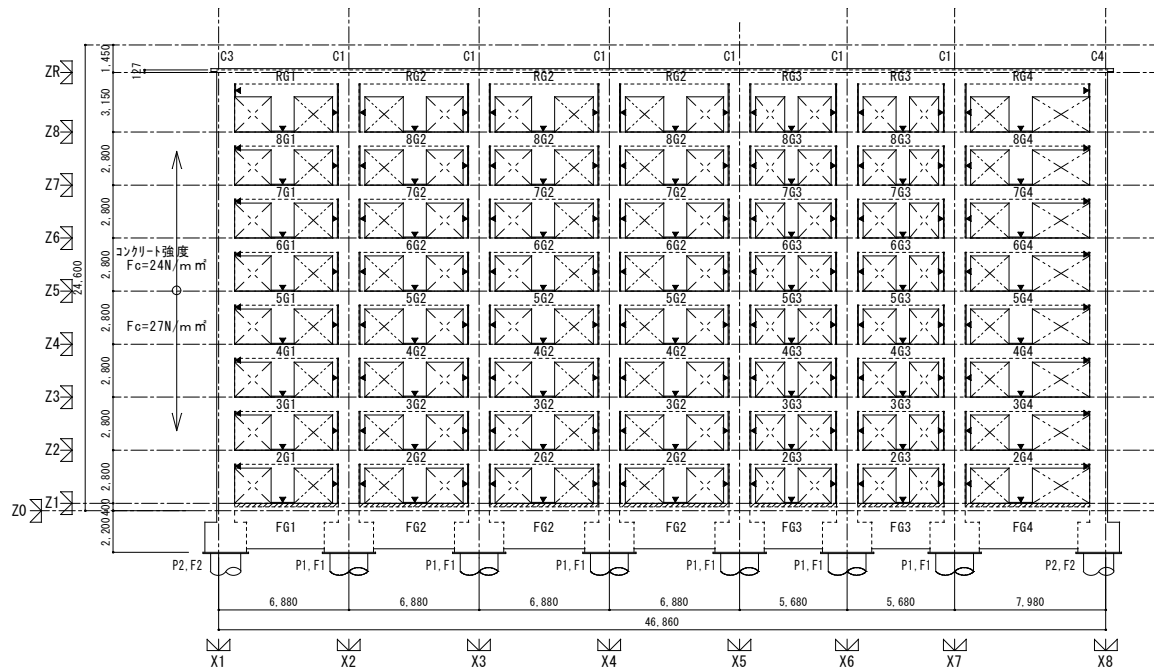 C3 C1 C1 C1 C1 C1 C1 C4
ZR 127 1,450
RG1 RG2 RG2 RG2 RG3 RG3 RG4
3,150
Z8
8G1 8G2 8G2 8G2 8G3 8G3 8G4
2,800
Z7
7G1 7G2 7G2 7G2 7G3 7G3 7G4
2,800
Z6
6G1 6G2 6G2 6G2 6G3 6G3 6G4
コンクリート強度
Fc=24N/mm²
24,600 2,800
Z5
5G1 5G2 5G2 5G2 5G3 5G3 5G4
Fc=27N/mm²
2,800
Z4
4G1 4G2 4G2 4G2 4G3 4G3 4G4
2,800
Z3
3G1 3G2 3G2 3G2 3G3 3G3 3G4
2,800
Z2
2G1 2G2 2G2 2G2 2G3 2G3 2G4
2,800
Z0 Z1 400
FG1 FG2 FG2 FG2 FG3 FG3 FG4
2,200
P2,F2 P1,F1 P1,F1 P1,F1 P1,F1 P1,F1 P1,F1 P2,F2
6,880 6,880 6,880 6,880 5,680 5,680 7,980
46,860
X1 X2 X3 X4 X5 X6 X7 X8